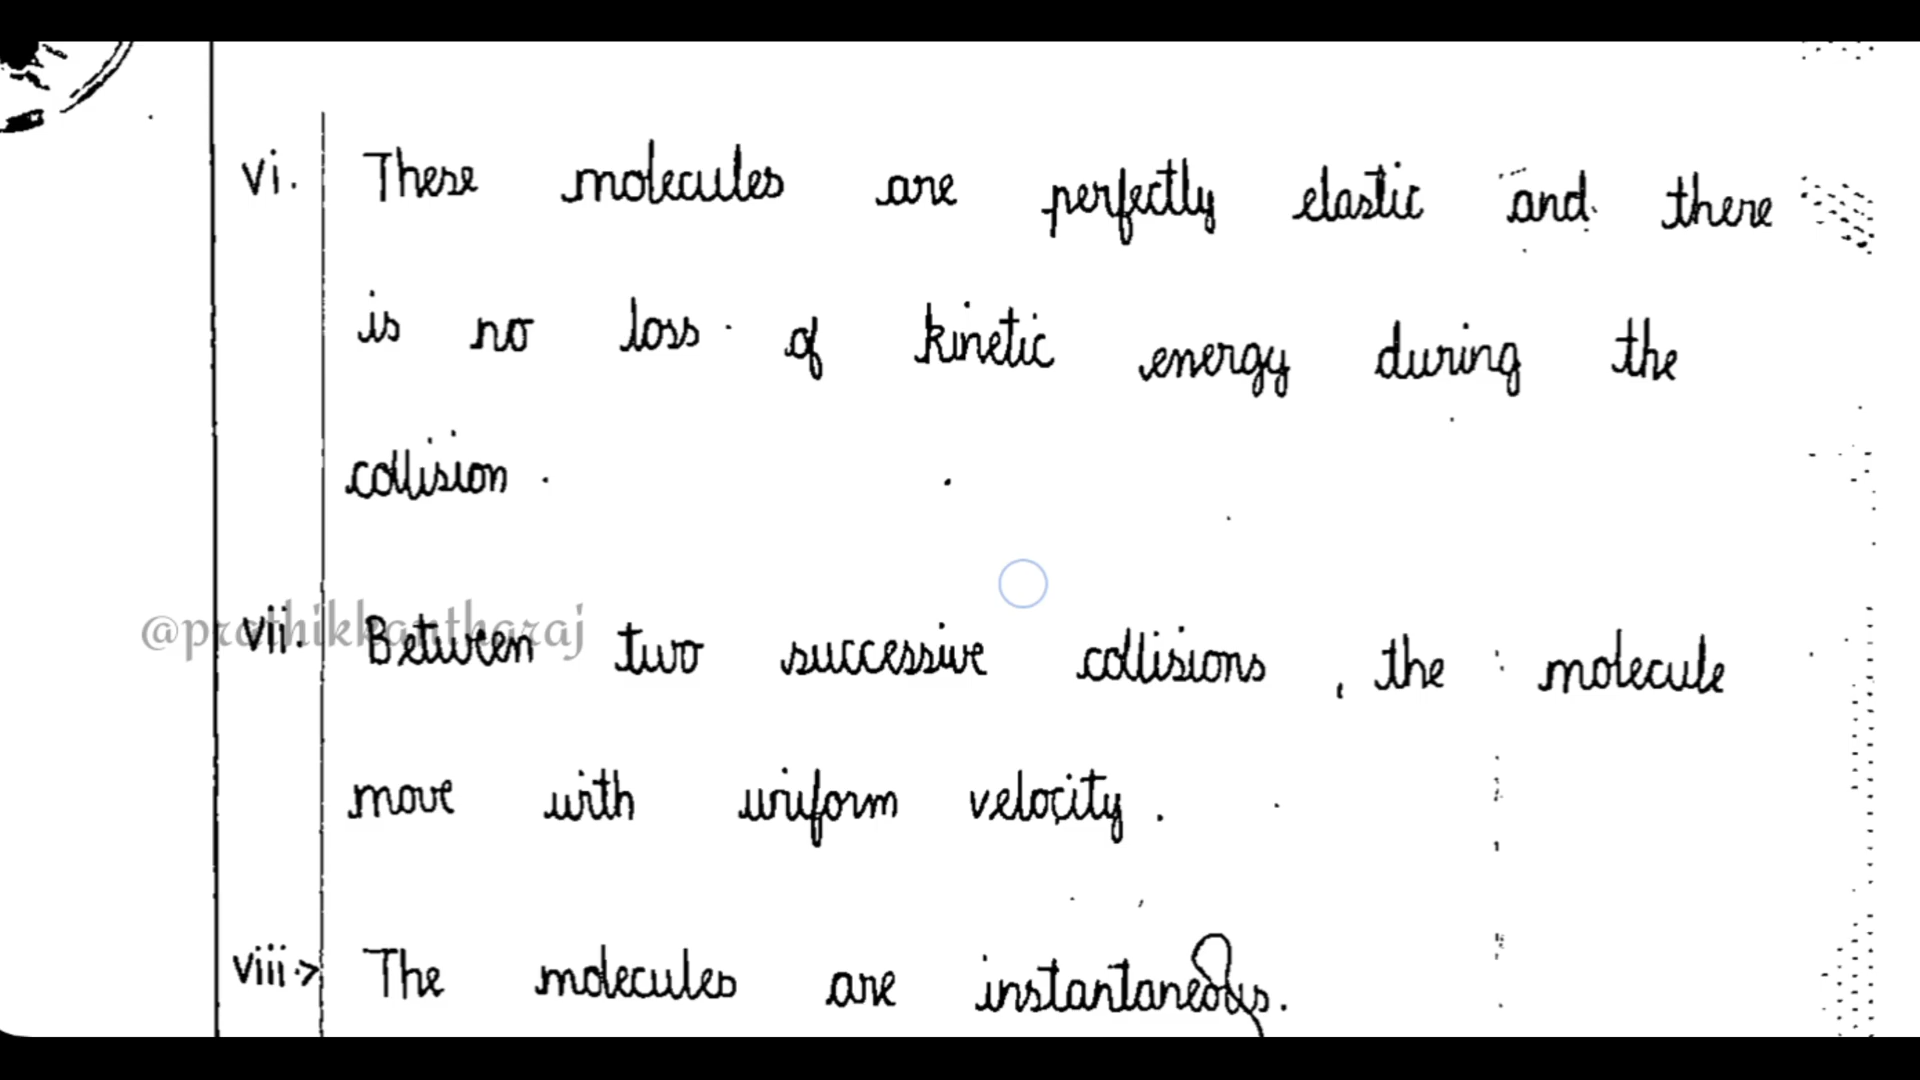 vi. These molecules are perfectly elastic and there
is no loss of kinetic energy during the
collision.
@prathikkantharaj
vii. Between two successive collisions, the molecule
move with uniform velocity.
viii.> The molecules are instantaneous.